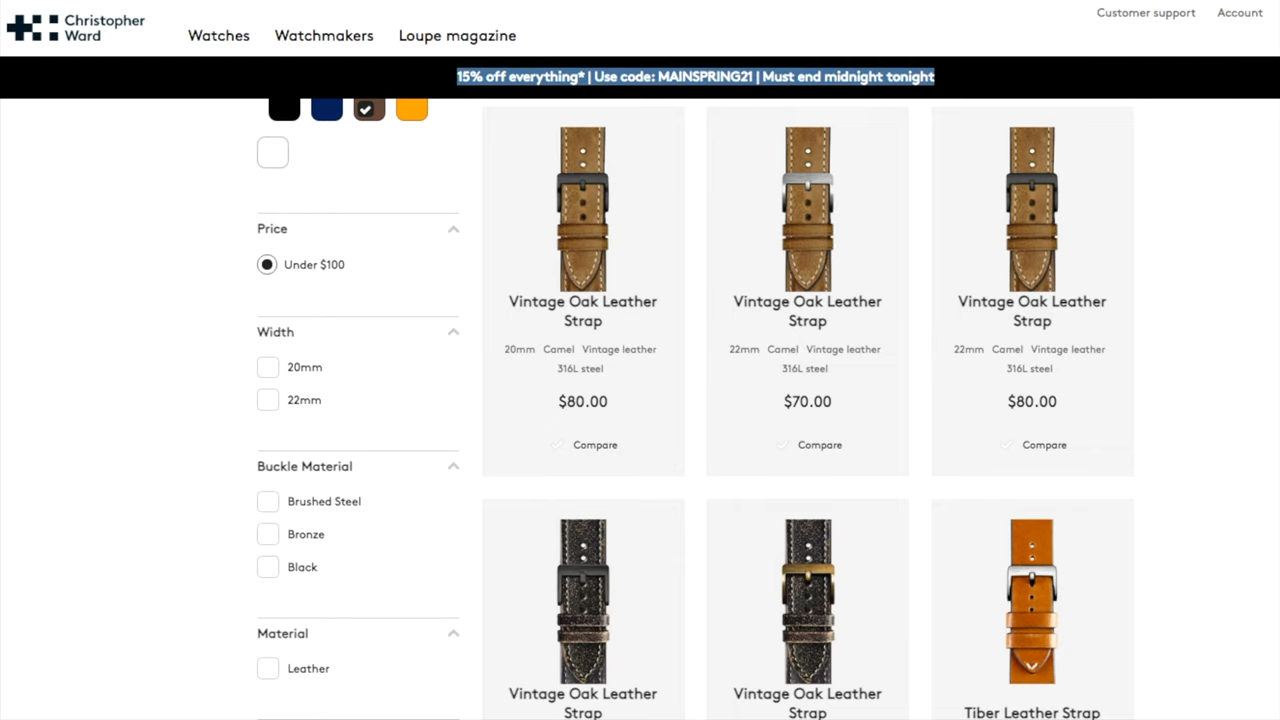 Christopher
Ward
Watches Watchmakers Loupe magazine
Customer support Account
15% off everything* | Use code: MAINSPRING21 | Must end midnight tonight
Price
Under $100
Width
20mm
22mm
Buckle Material
Brushed Steel
Bronze
Black
Material
Leather
Vintage Oak Leather
Strap
20mm Camel Vintage leather
316L steel
$80.00
Compare
Vintage Oak Leather
Strap
22mm Camel Vintage leather
316L steel
$70.00
Compare
Vintage Oak Leather
Strap
22mm Camel Vintage leather
316L steel
$80.00
Compare
Vintage Oak Leather
Strap
Vintage Oak Leather
Strap
Tiber Leather Strap